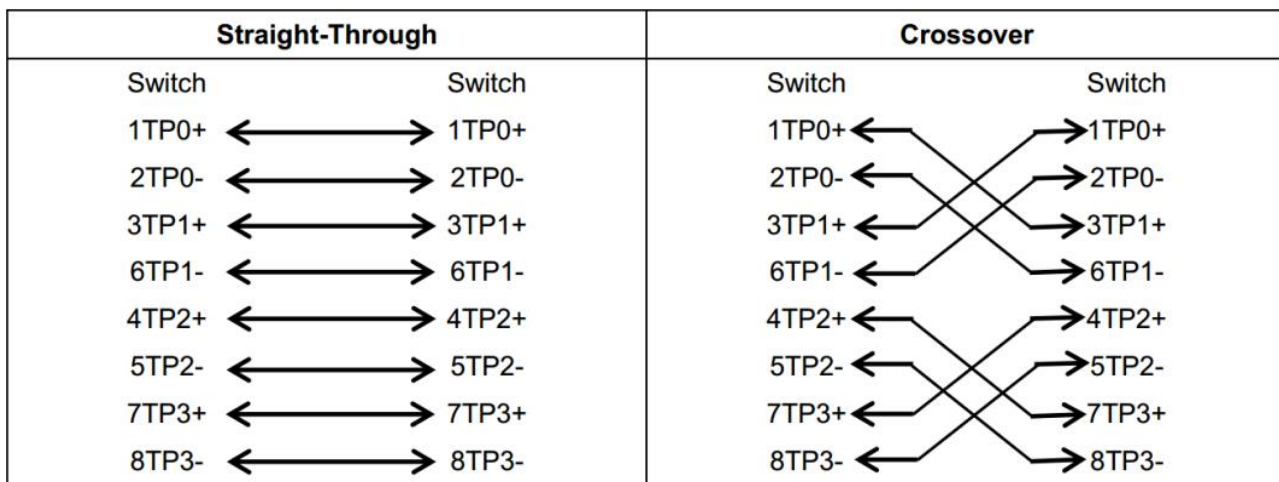 Straight-Through Crossover
Switch Switch Switch Switch
1TP0+ 1TP0+ 1TP0+ 1TP0+
2TP0- 2TP0- 2TP0- 2TP0-
3TP1+ 3TP1+ 3TP1+ 3TP1+
6TP1- 6TP1- 6TP1- 6TP1-
4TP2+ 4TP2+ 4TP2+ 4TP2+
5TP2- 5TP2- 5TP2- 5TP2-
7TP3+ 7TP3+ 7TP3+ 7TP3+
8TP3- 8TP3- 8TP3- 8TP3-